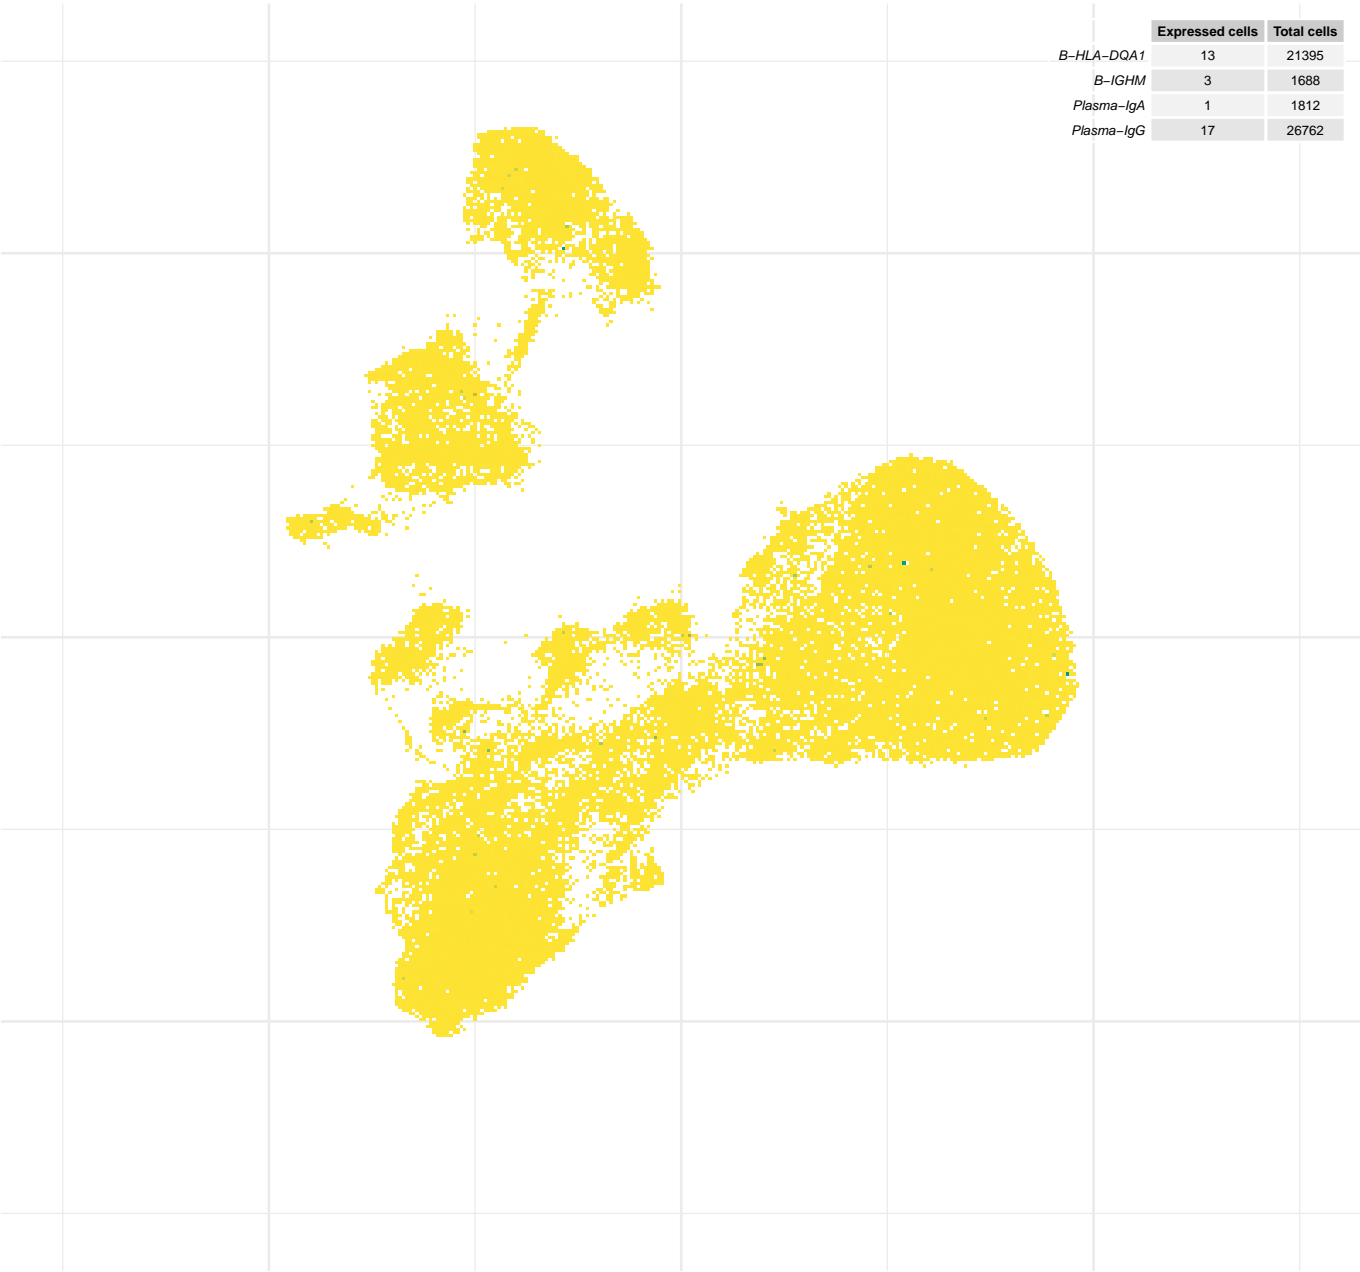 Expressed cells Total cells
B−HLA−DQA1 13 21395
B−IGHM 3 1688
Plasma−IgA 1 1812
Plasma−IgG 17 26762